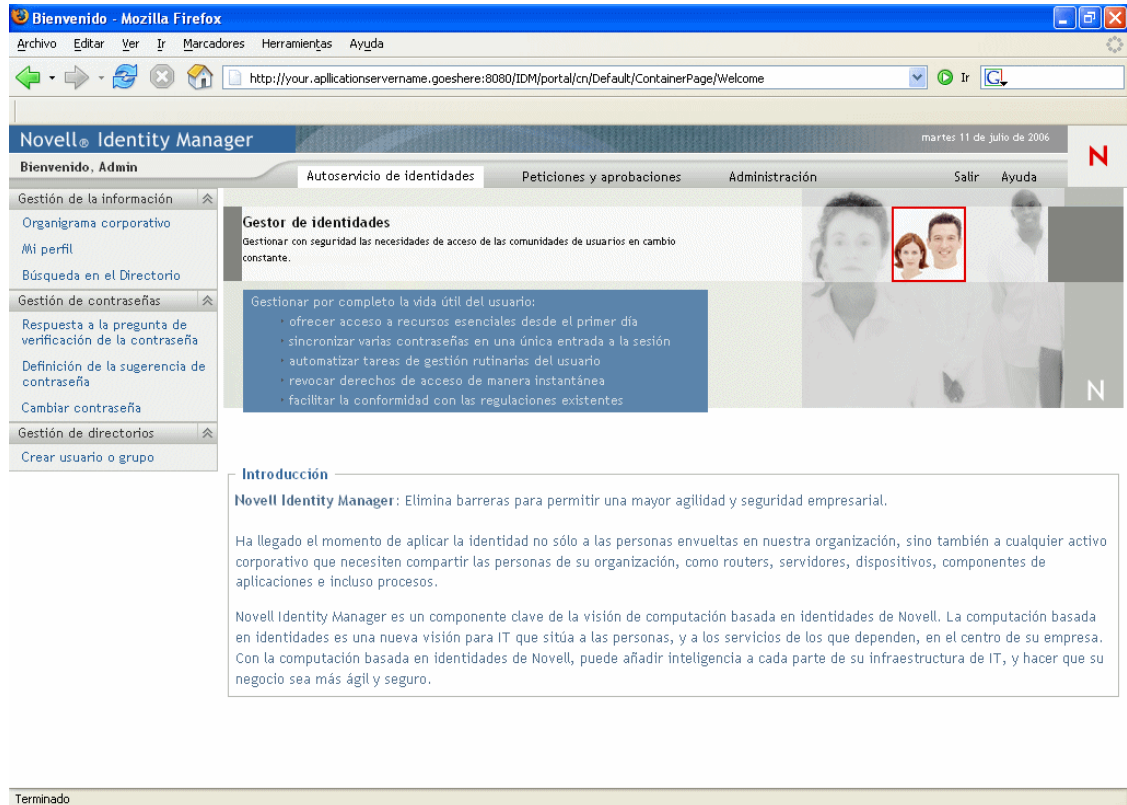 Bienvenido - Mozilla Firefox
Archivo Editar Ver Ir Marcadores Herramientas Ayuda
http://your.apllicationservername.goeshere:8080/IDM/portal/cn/Default/ContainerPage/Welcome
Ir
G
Novell® Identity Manager
martes 11 de julio de 2006
N
Bienvenido, Admin
Autoservicio de identidades Peticiones y aprobaciones Administración Salir Ayuda
Gestión de la información
Organigrama corporativo
Mi perfil
Búsqueda en el Directorio
Gestión de contraseñas
Respuesta a la pregunta de
verificación de la contraseña
Definición de la sugerencia de
contraseña
Cambiar contraseña
Gestión de directorios
Crear usuario o grupo
Gestor de identidades
Gestionar con seguridad las necesidades de acceso de las comunidades de usuarios en cambio
constante.
Gestionar por completo la vida útil del usuario:
· ofrecer acceso a recursos esenciales desde el primer día
· sincronizar varias contraseñas en una única entrada a la sesión
· automatizar tareas de gestión rutinarias del usuario
· revocar derechos de acceso de manera instantánea
· facilitar la conformidad con las regulaciones existentes
N
Introducción
Novell Identity Manager: Elimina barreras para permitir una mayor agilidad y seguridad empresarial.
Ha llegado el momento de aplicar la identidad no sólo a las personas envueltas en nuestra organización, sino también a cualquier activo
corporativo que necesiten compartir las personas de su organización, como routers, servidores, dispositivos, componentes de
aplicaciones e incluso procesos.
Novell Identity Manager es un componente clave de la visión de computación basada en identidades de Novell. La computación basada
en identidades es una nueva visión para IT que sitúa a las personas, y a los servicios de los que dependen, en el centro de su empresa.
Con la computación basada en identidades de Novell, puede añadir inteligencia a cada parte de su infraestructura de IT, y hacer que su
negocio sea más ágil y seguro.
Terminado